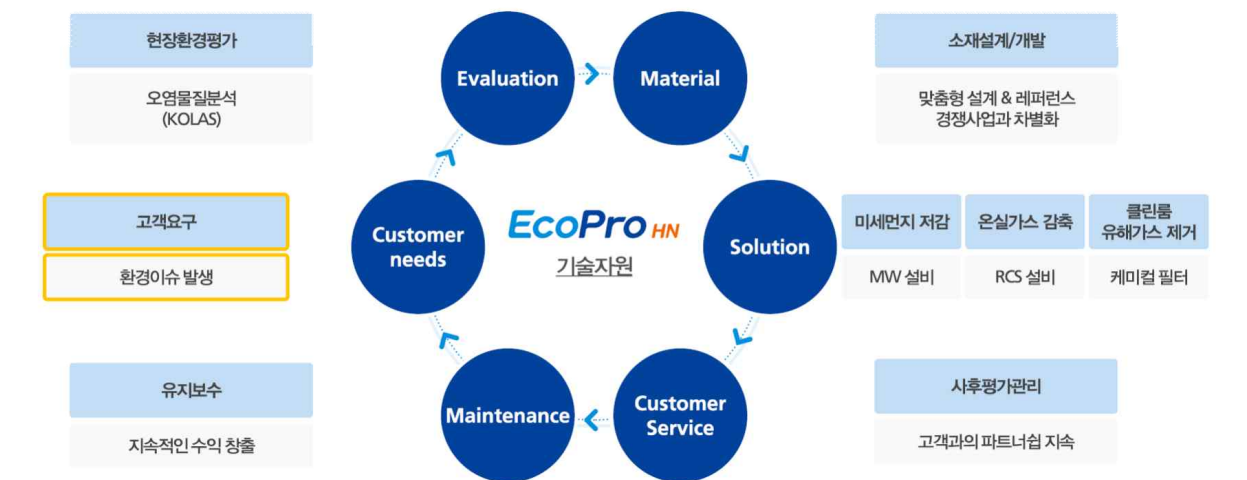 현장환경평가
오염물질분석
(KOLAS)
Evaluation
Material
소재설계/개발
맞춤형 설계 & 레퍼런스
경쟁사업과 차별화
고객요구
환경이슈 발생
Customer
needs
EcoPro HN
기술자원
Solution
미세먼지 저감
MW 설비
온실가스 감축
RCS 설비
클린룸
유해가스 제거
케미컬 필터
유지보수
지속적인 수익 창출
Maintenance
Customer
Service
사후평가관리
고객과의 파트너쉽 지속